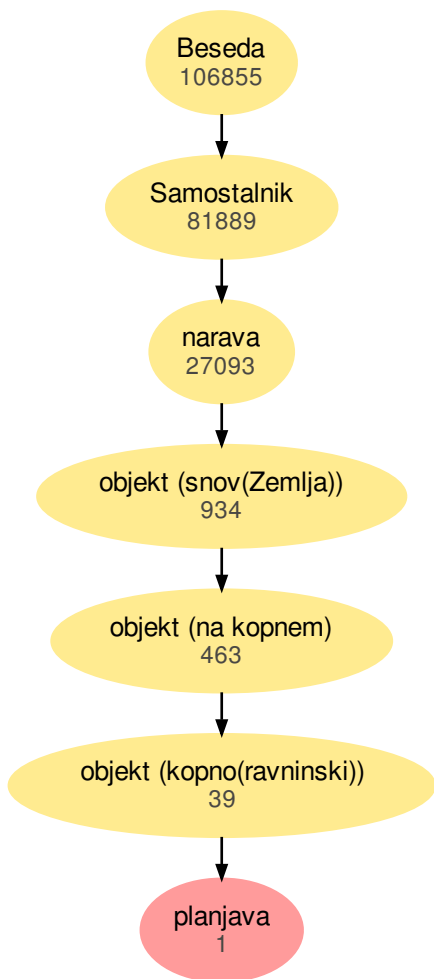 Beseda
106855
Samostalnik
81889
narava
27093
objekt (snov(Zemlja))
934
objekt (na kopnem)
463
objekt (kopno(ravninski))
39
planjava
1